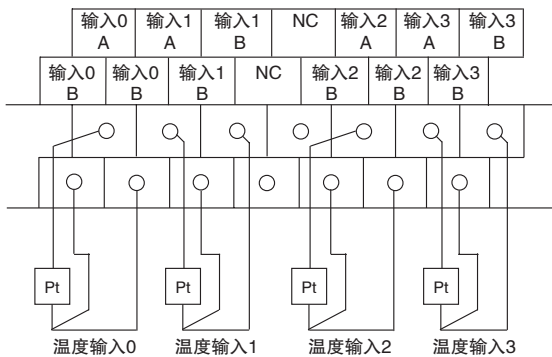 输入0 输入1 输入1 NC 输入2 输入3 输入3
A A B A A B
输入0 输入0 输入1 NC 输入2 输入2 输入3
B B B B B B
Pt Pt Pt Pt
温度输入0 温度输入1 温度输入2 温度输入3